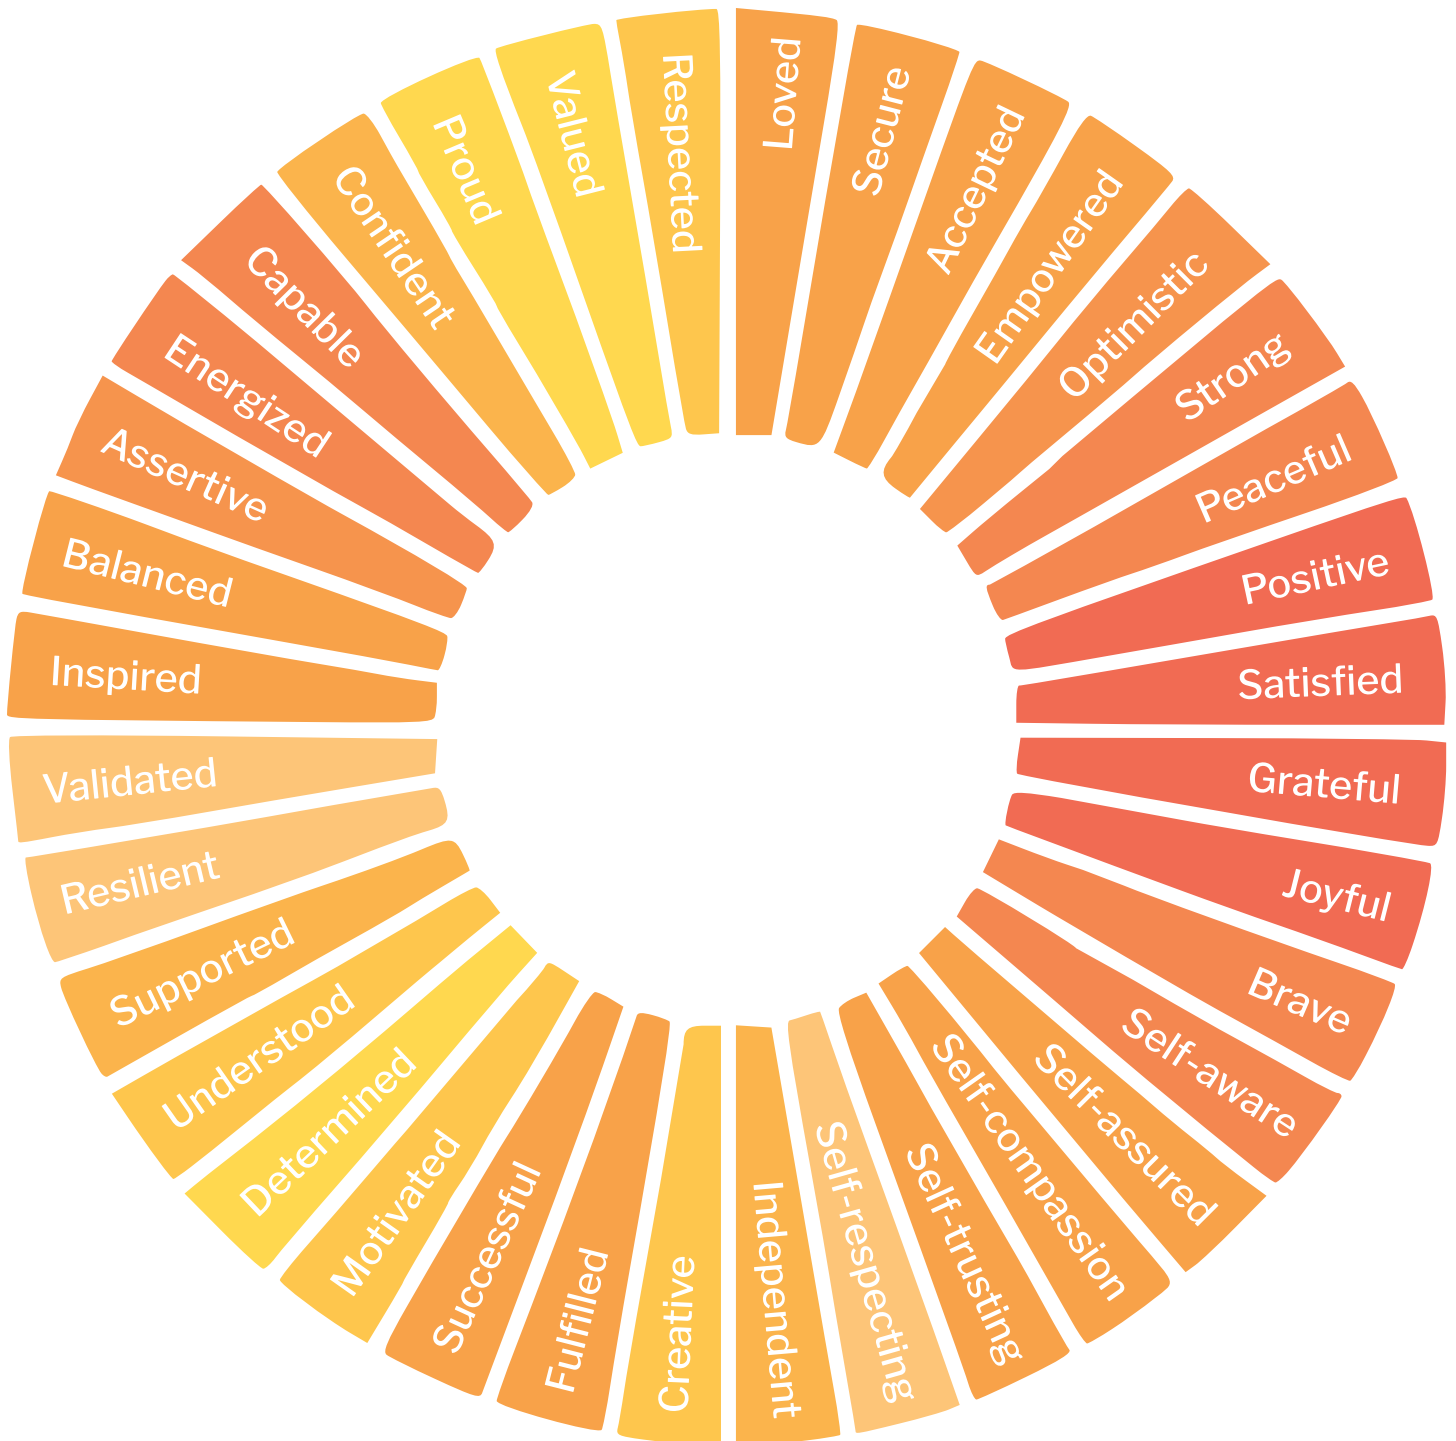 Loved
Secure
Accepted
Empowered
Optimistic
Strong
Peaceful
Positive
Satisfied
Grateful
Joyful
Brave
Self-aware
Self-assured
Self-compassion
Self-trusting
Self-respecting
Independent
Creative
Fulfilled
Successful
Motivated
Determined
Understood
Supported
Resilient
Validated
Inspired
Balanced
Assertive
Energized
Capable
Confident
Proud
Valued
Respected